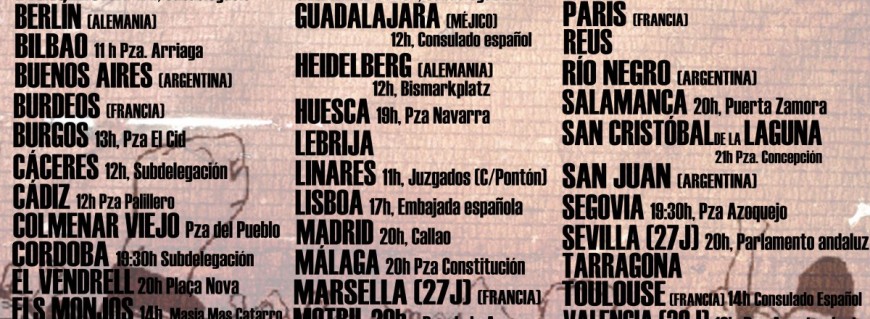 BERLÍN (ALEMANIA)
BILBAO 11 h Pza. Arriaga
BUENOS AIRES (ARGENTINA)
BURDEOS (FRANCIA)
BURGOS 13h, Pza El Cid
CÁCERES 12h, Subdelegación
CÁDIZ 12h Pza Palillero
COLMENAR VIEJO Pza del Pueblo
CORDOBA 19:30h Subdelegación
EL VENDRELL 20h Plaça Nova
ELS MONJOS 14h, Masia Mas Catarro
GUADALAJARA (MÉJICO)
12h, Consulado español
HEIDELBERG (ALEMANIA)
12h, Bismarkplatz
HUESCA 19h, Pza Navarra
LEBRIJA
LINARES 11h, Juzgados (C/Pontón)
LISBOA 17h, Embajada española
MADRID 20h, Callao
MÁLAGA 20h Pza Constitución
MARSELLA (27J) (FRANCIA)
MOTRIL 20h
PARIS (FRANCIA)
REUS
RÍO NEGRO (ARGENTINA)
SALAMANCA 20h, Puerta Zamora
SAN CRISTÓBAL DE LA LAGUNA
21h Pza. Concepción
SAN JUAN (ARGENTINA)
SEGOVIA 19:30h, Pza Azoquejo
SEVILLA (27J) 20h, Parlamento andaluz
TARRAGONA
TOULOUSE (FRANCIA) 14h Consulado Español
VALENCIA